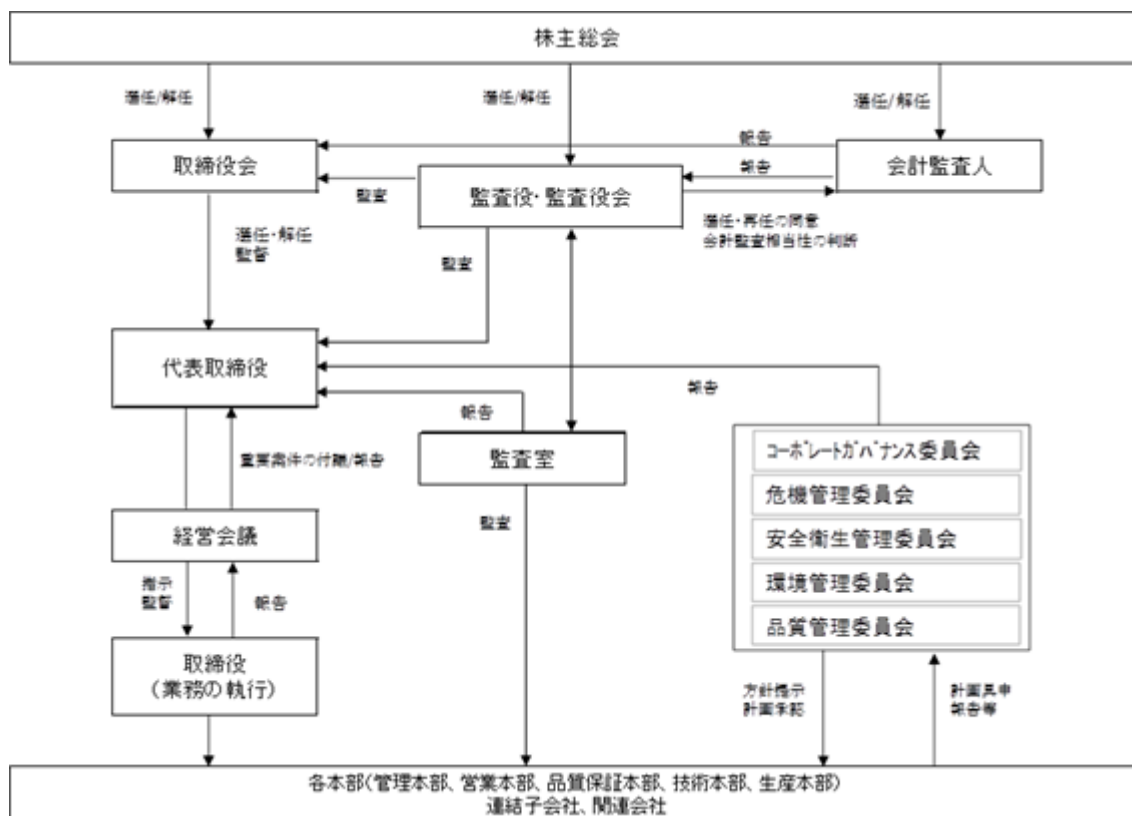 株主総会
選任/解任
選任/解任
選任/解任
報告
取締役会
監査
監査役・監査役会
報告
会計監査人
選任・解任
監督
監査
選任・再任の同意
会計監査相当性の判断
代表取締役
報告
報告
重要案件の付議/報告
監査室
コーポレートガバナンス委員会
危機管理委員会
安全衛生管理委員会
環境管理委員会
品質管理委員会
経営会議
監査
指示
監督
報告
取締役
(業務の執行)
方針提示
計画承認
計画具申
報告等
各本部(管理本部、営業本部、品質保証本部、技術本部、生産本部)
連結子会社、関連会社